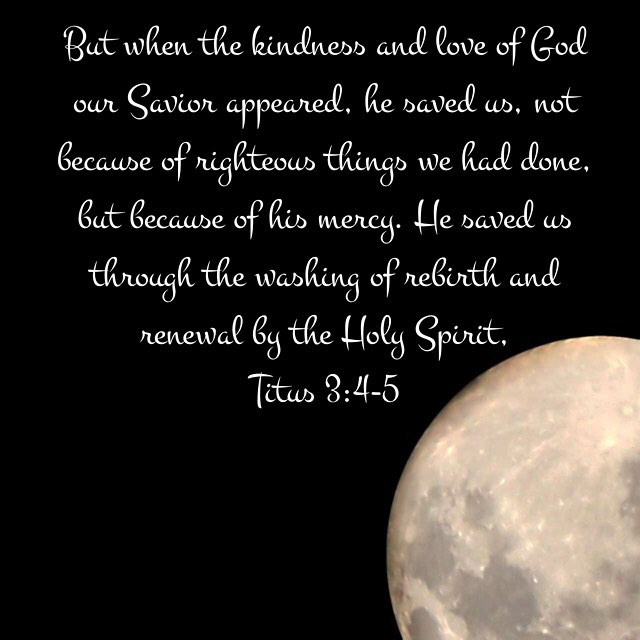 But when the kindness and love of God
our Savior appeared, he saved us, not
because of righteous things we had done,
but because of his mercy. He saved us
through the washing of rebirth and
renewal by the Holy Spirit,
Titus 3:4-5